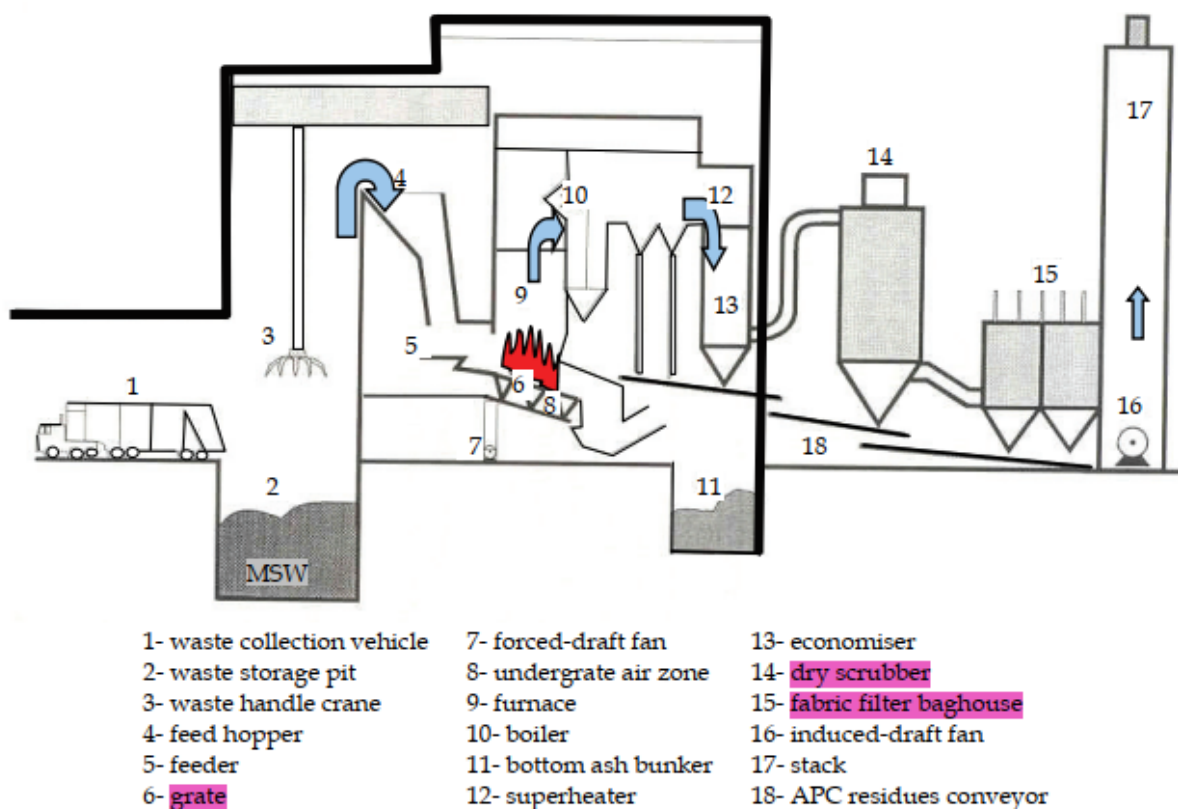 17
14
4
10
12
15
9
13
3
5
1
6
8
16
7
18
2
11
MSW
1- waste collection vehicle
2- waste storage pit
3- waste handle crane
4- feed hopper
5- feeder
6- grate
7- forced-draft fan
8- undergrate air zone
9- furnace
10- boiler
11- bottom ash bunker
12- superheater
13- economiser
14- dry scrubber
15- fabric filter baghouse
16- induced-draft fan
17- stack
18- APC residues conveyor